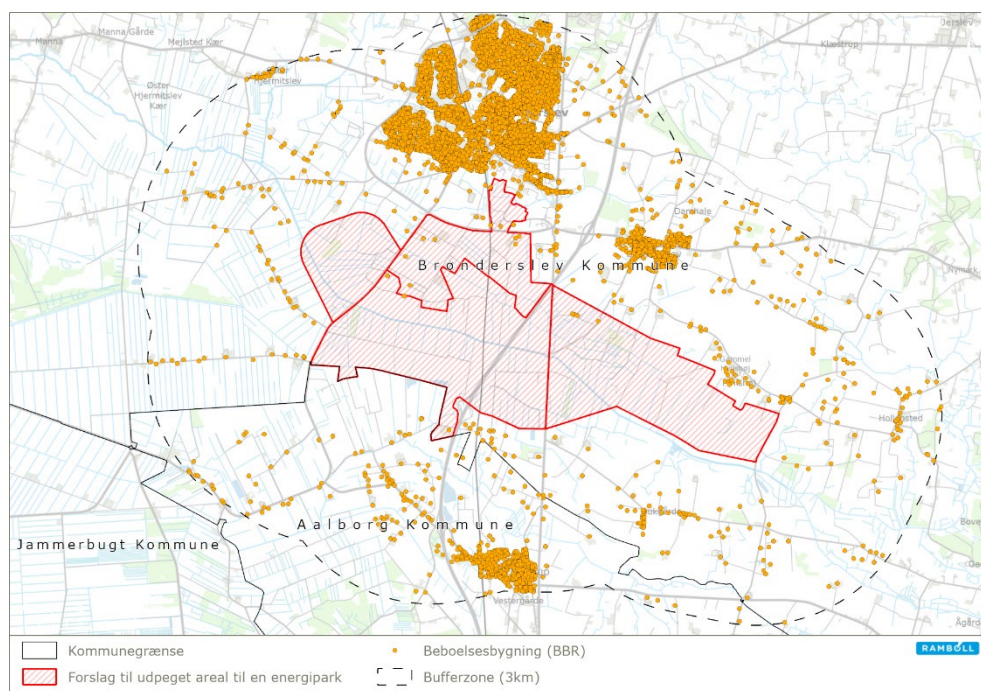 Manna
Manna Gårde
Mejlsted Kær
Jerslev
Klæstrup
Øster
Hjermitslev
Øster
Hjermitslev
Kær
Brønderslev Kommune
Hollensted
Aalborg Kommune
Jammerbugt Kommune
Vestergårde
Kommunegrænse
Beboelsesbygning (BBR)
RAMBOLL
Forslag til udpeget areal til en energipark
Bufferzone (3km)